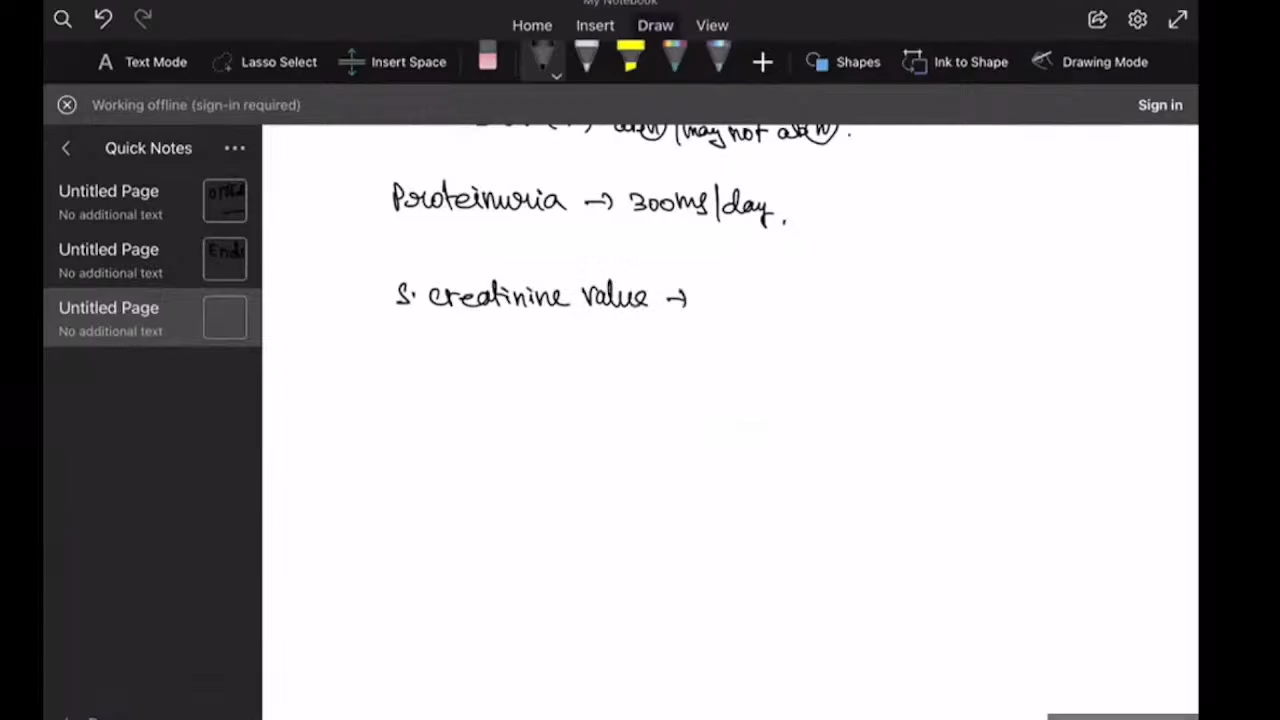 My Notebook
Home Insert Draw View
Text Mode Lasso Select Insert Space Shapes Ink to Shape Drawing Mode
Working offline (sign-in required) Sign in
Quick Notes
Untitled Page
No additional text
Untitled Page
No additional text
Untitled Page
No additional text
(may not
Proteinuria → 300mg/day.
S. creatinine value →